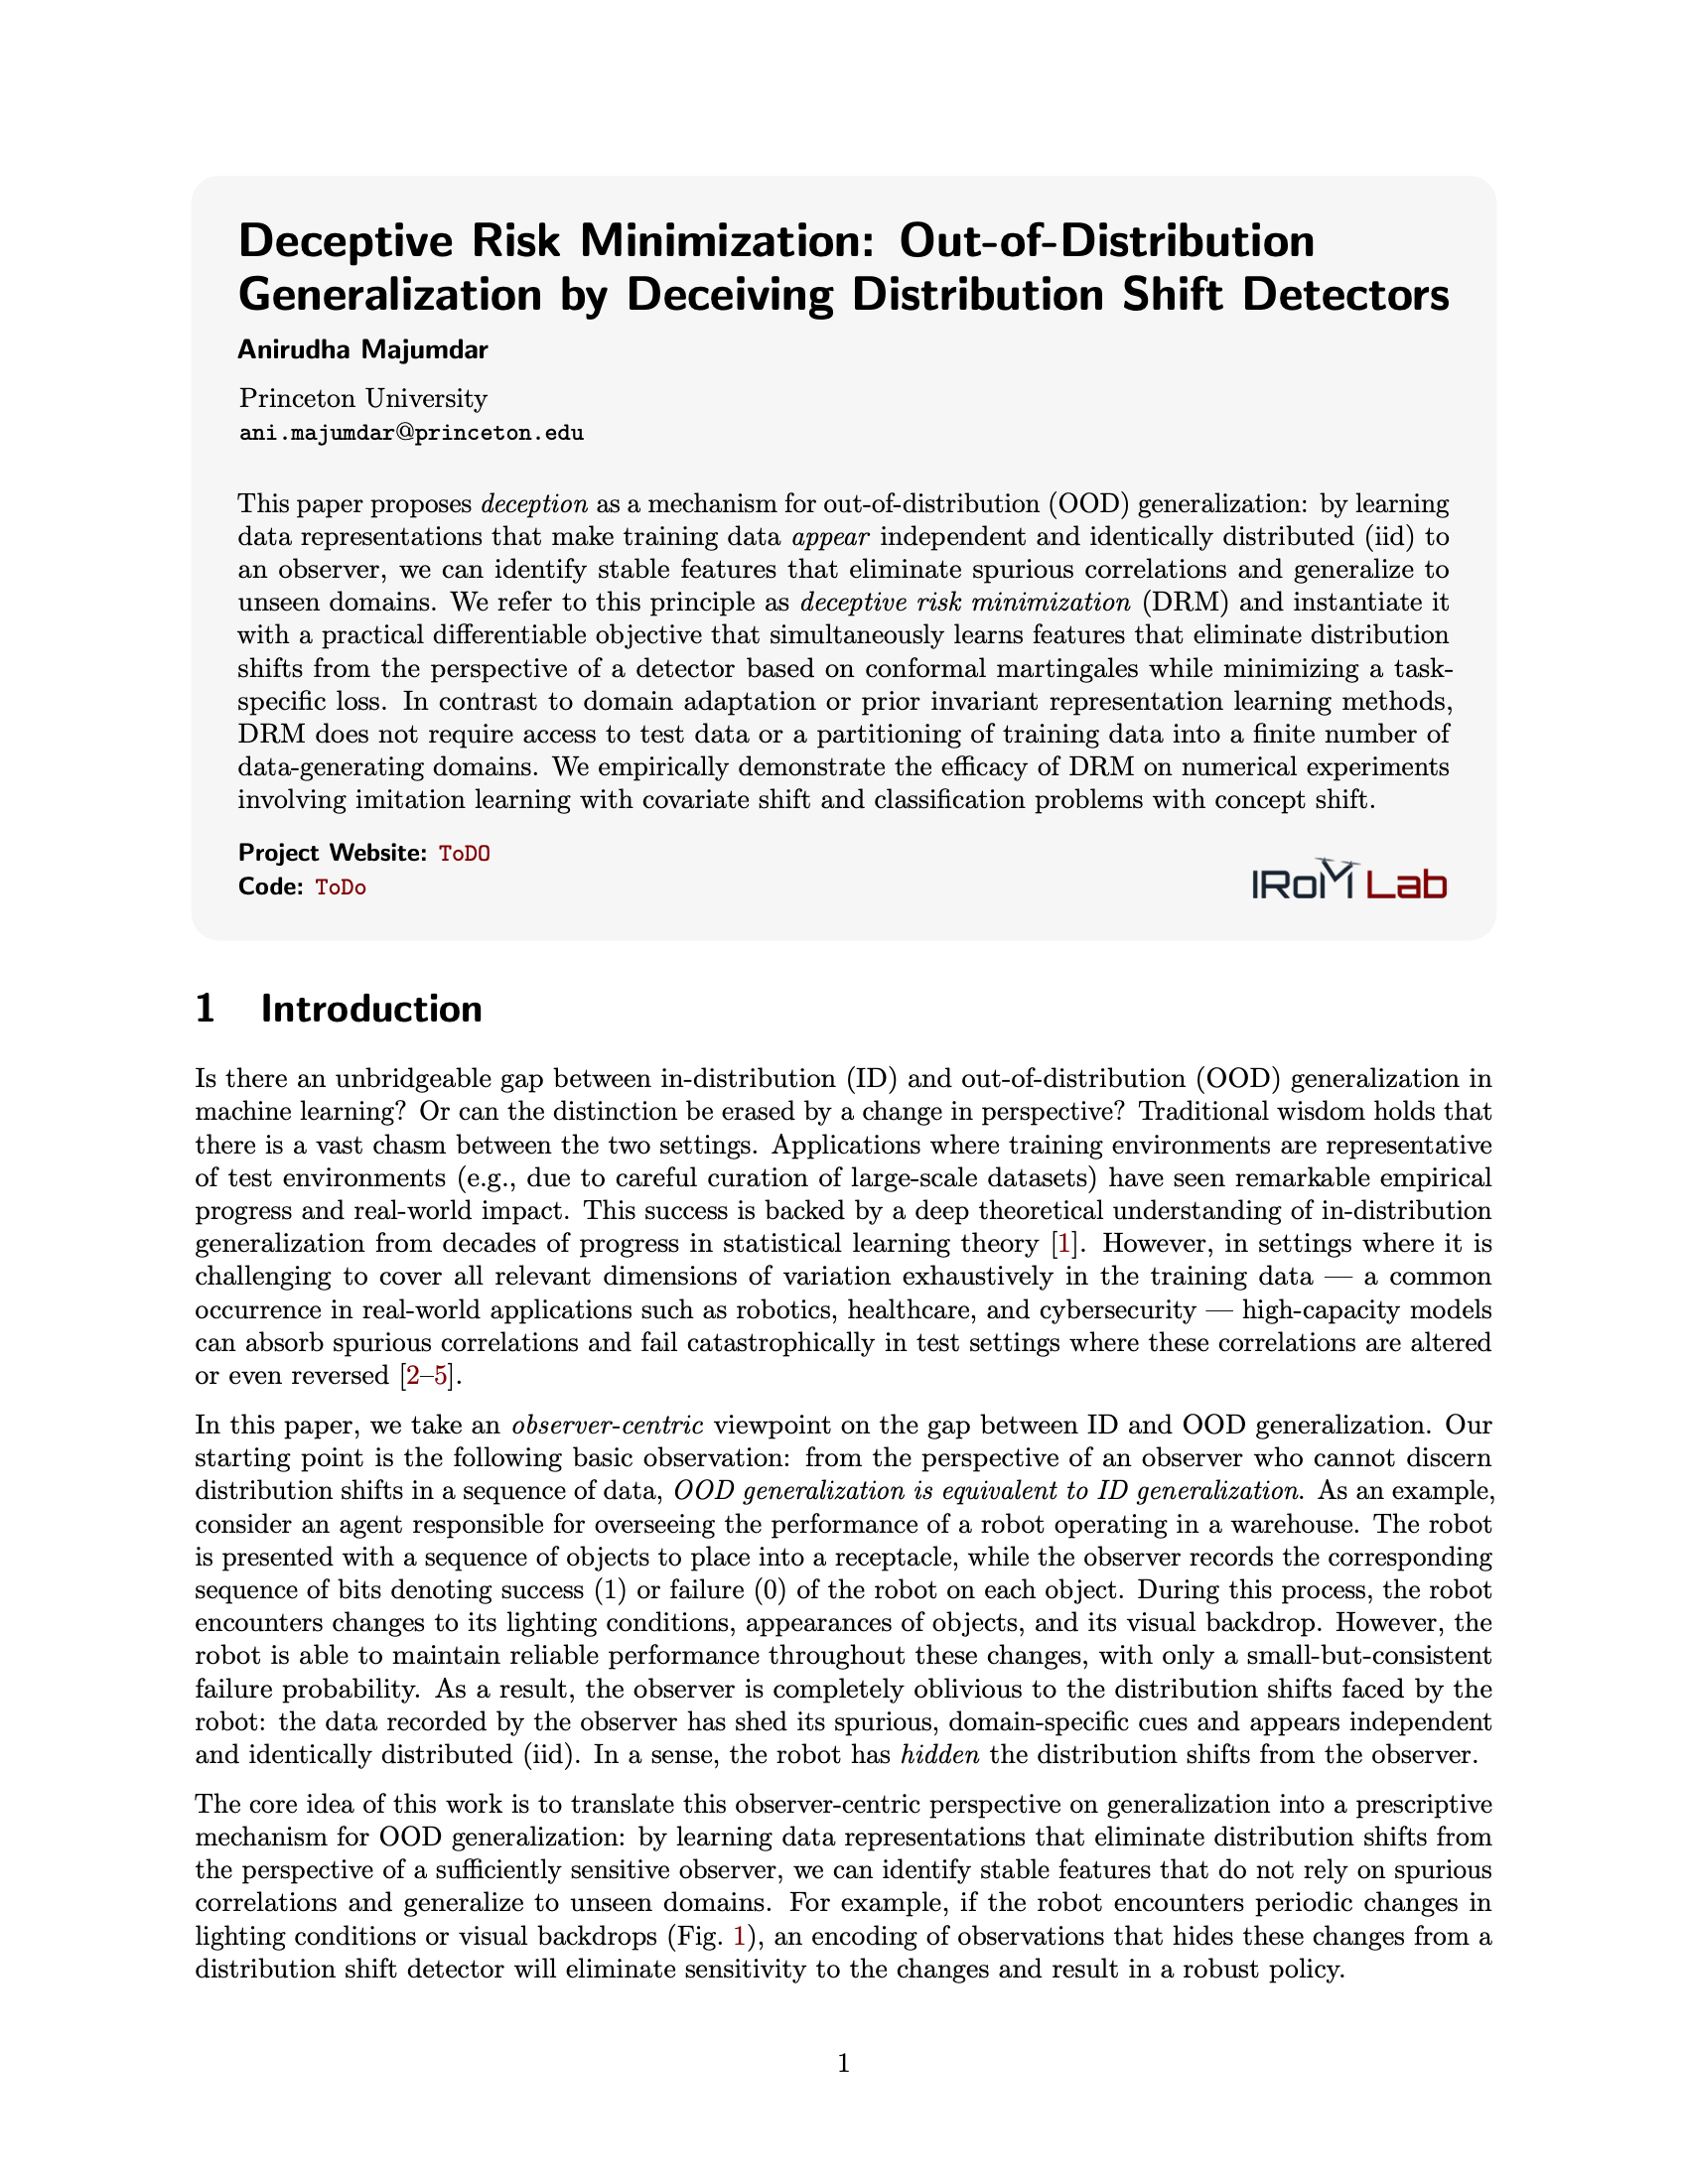 Deceptive Risk Minimization: Out-of-Distribution
Generalization by Deceiving Distribution Shift Detectors
Anirudha Majumdar
Princeton University
ani.majumdar@princeton.edu
This paper proposes deception as a mechanism for out-of-distribution (OOD) generalization: by learning
data representations that make training data appear independent and identically distributed (iid) to
an observer, we can identify stable features that eliminate spurious correlations and generalize to
unseen domains. We refer to this principle as deceptive risk minimization (DRM) and instantiate it
with a practical differentiable objective that simultaneously learns features that eliminate distribution
shifts from the perspective of a detector based on conformal martingales while minimizing a task-
specific loss. In contrast to domain adaptation or prior invariant representation learning methods,
DRM does not require access to test data or a partitioning of training data into a finite number of
data-generating domains. We empirically demonstrate the efficacy of DRM on numerical experiments
involving imitation learning with covariate shift and classification problems with concept shift.
Project Website: ToDO
Code: ToDo
IRoM Lab
1 Introduction
Is there an unbridgeable gap between in-distribution (ID) and out-of-distribution (OOD) generalization in
machine learning? Or can the distinction be erased by a change in perspective? Traditional wisdom holds that
there is a vast chasm between the two settings. Applications where training environments are representative
of test environments (e.g., due to careful curation of large-scale datasets) have seen remarkable empirical
progress and real-world impact. This success is backed by a deep theoretical understanding of in-distribution
generalization from decades of progress in statistical learning theory [1]. However, in settings where it is
challenging to cover all relevant dimensions of variation exhaustively in the training data — a common
occurrence in real-world applications such as robotics, healthcare, and cybersecurity — high-capacity models
can absorb spurious correlations and fail catastrophically in test settings where these correlations are altered
or even reversed [2–5].
In this paper, we take an observer-centric viewpoint on the gap between ID and OOD generalization. Our
starting point is the following basic observation: from the perspective of an observer who cannot discern
distribution shifts in a sequence of data, OOD generalization is equivalent to ID generalization. As an example,
consider an agent responsible for overseeing the performance of a robot operating in a warehouse. The robot
is presented with a sequence of objects to place into a receptacle, while the observer records the corresponding
sequence of bits denoting success (1) or failure (0) of the robot on each object. During this process, the robot
encounters changes to its lighting conditions, appearances of objects, and its visual backdrop. However, the
robot is able to maintain reliable performance throughout these changes, with only a small-but-consistent
failure probability. As a result, the observer is completely oblivious to the distribution shifts faced by the
robot: the data recorded by the observer has shed its spurious, domain-specific cues and appears independent
and identically distributed (iid). In a sense, the robot has hidden the distribution shifts from the observer.
The core idea of this work is to translate this observer-centric perspective on generalization into a prescriptive
mechanism for OOD generalization: by learning data representations that eliminate distribution shifts from
the perspective of a sufficiently sensitive observer, we can identify stable features that do not rely on spurious
correlations and generalize to unseen domains. For example, if the robot encounters periodic changes in
lighting conditions or visual backdrops (Fig. 1), an encoding of observations that hides these changes from a
distribution shift detector will eliminate sensitivity to the changes and result in a robust policy.
1